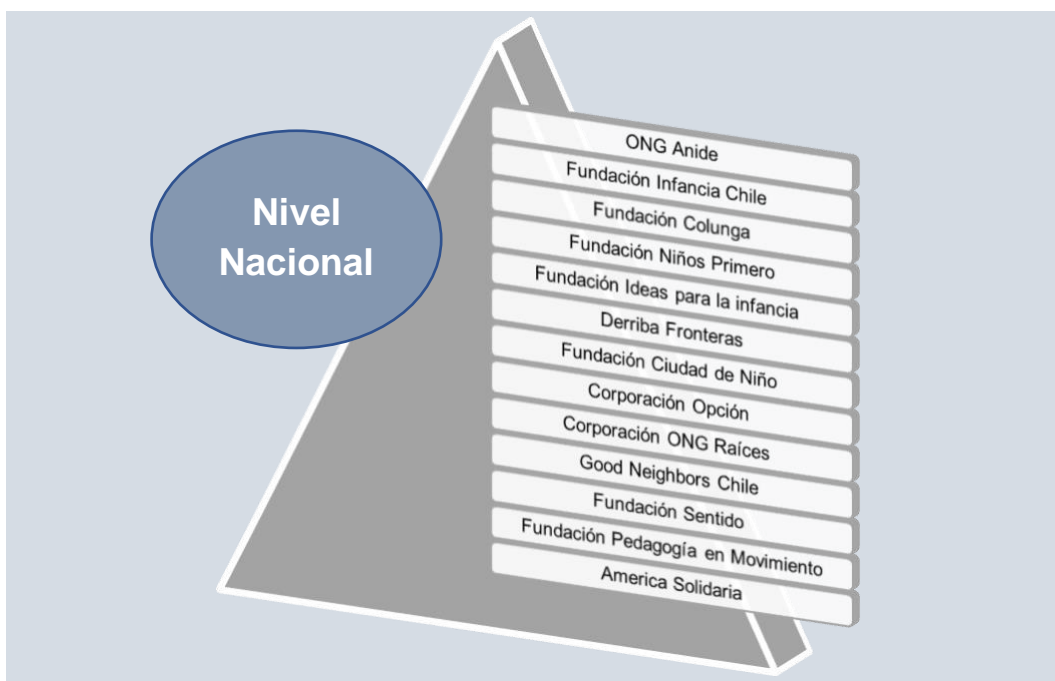 Nivel
Nacional
ONG Anide
Fundación Infancia Chile
Fundación Colunga
Fundación Niños Primero
Fundación Ideas para la infancia
Derriba Fronteras
Fundación Ciudad de Niño
Corporación Opción
Corporación ONG Raíces
Good Neighbors Chile
Fundación Sentido
Fundación Pedagogía en Movimiento
America Solidaria